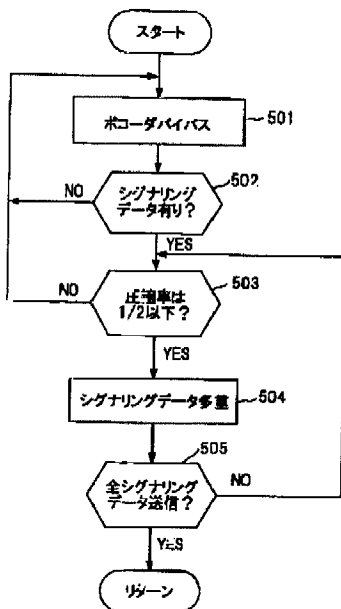 スタート
ボコーダバイパス
501
シグナリング
データ有り?
502
NO
YES
圧縮率は
1/2以下?
503
NO
YES
シグナリングデータ多重
504
全シグナリング
データ送信?
505
NO
YES
リターン